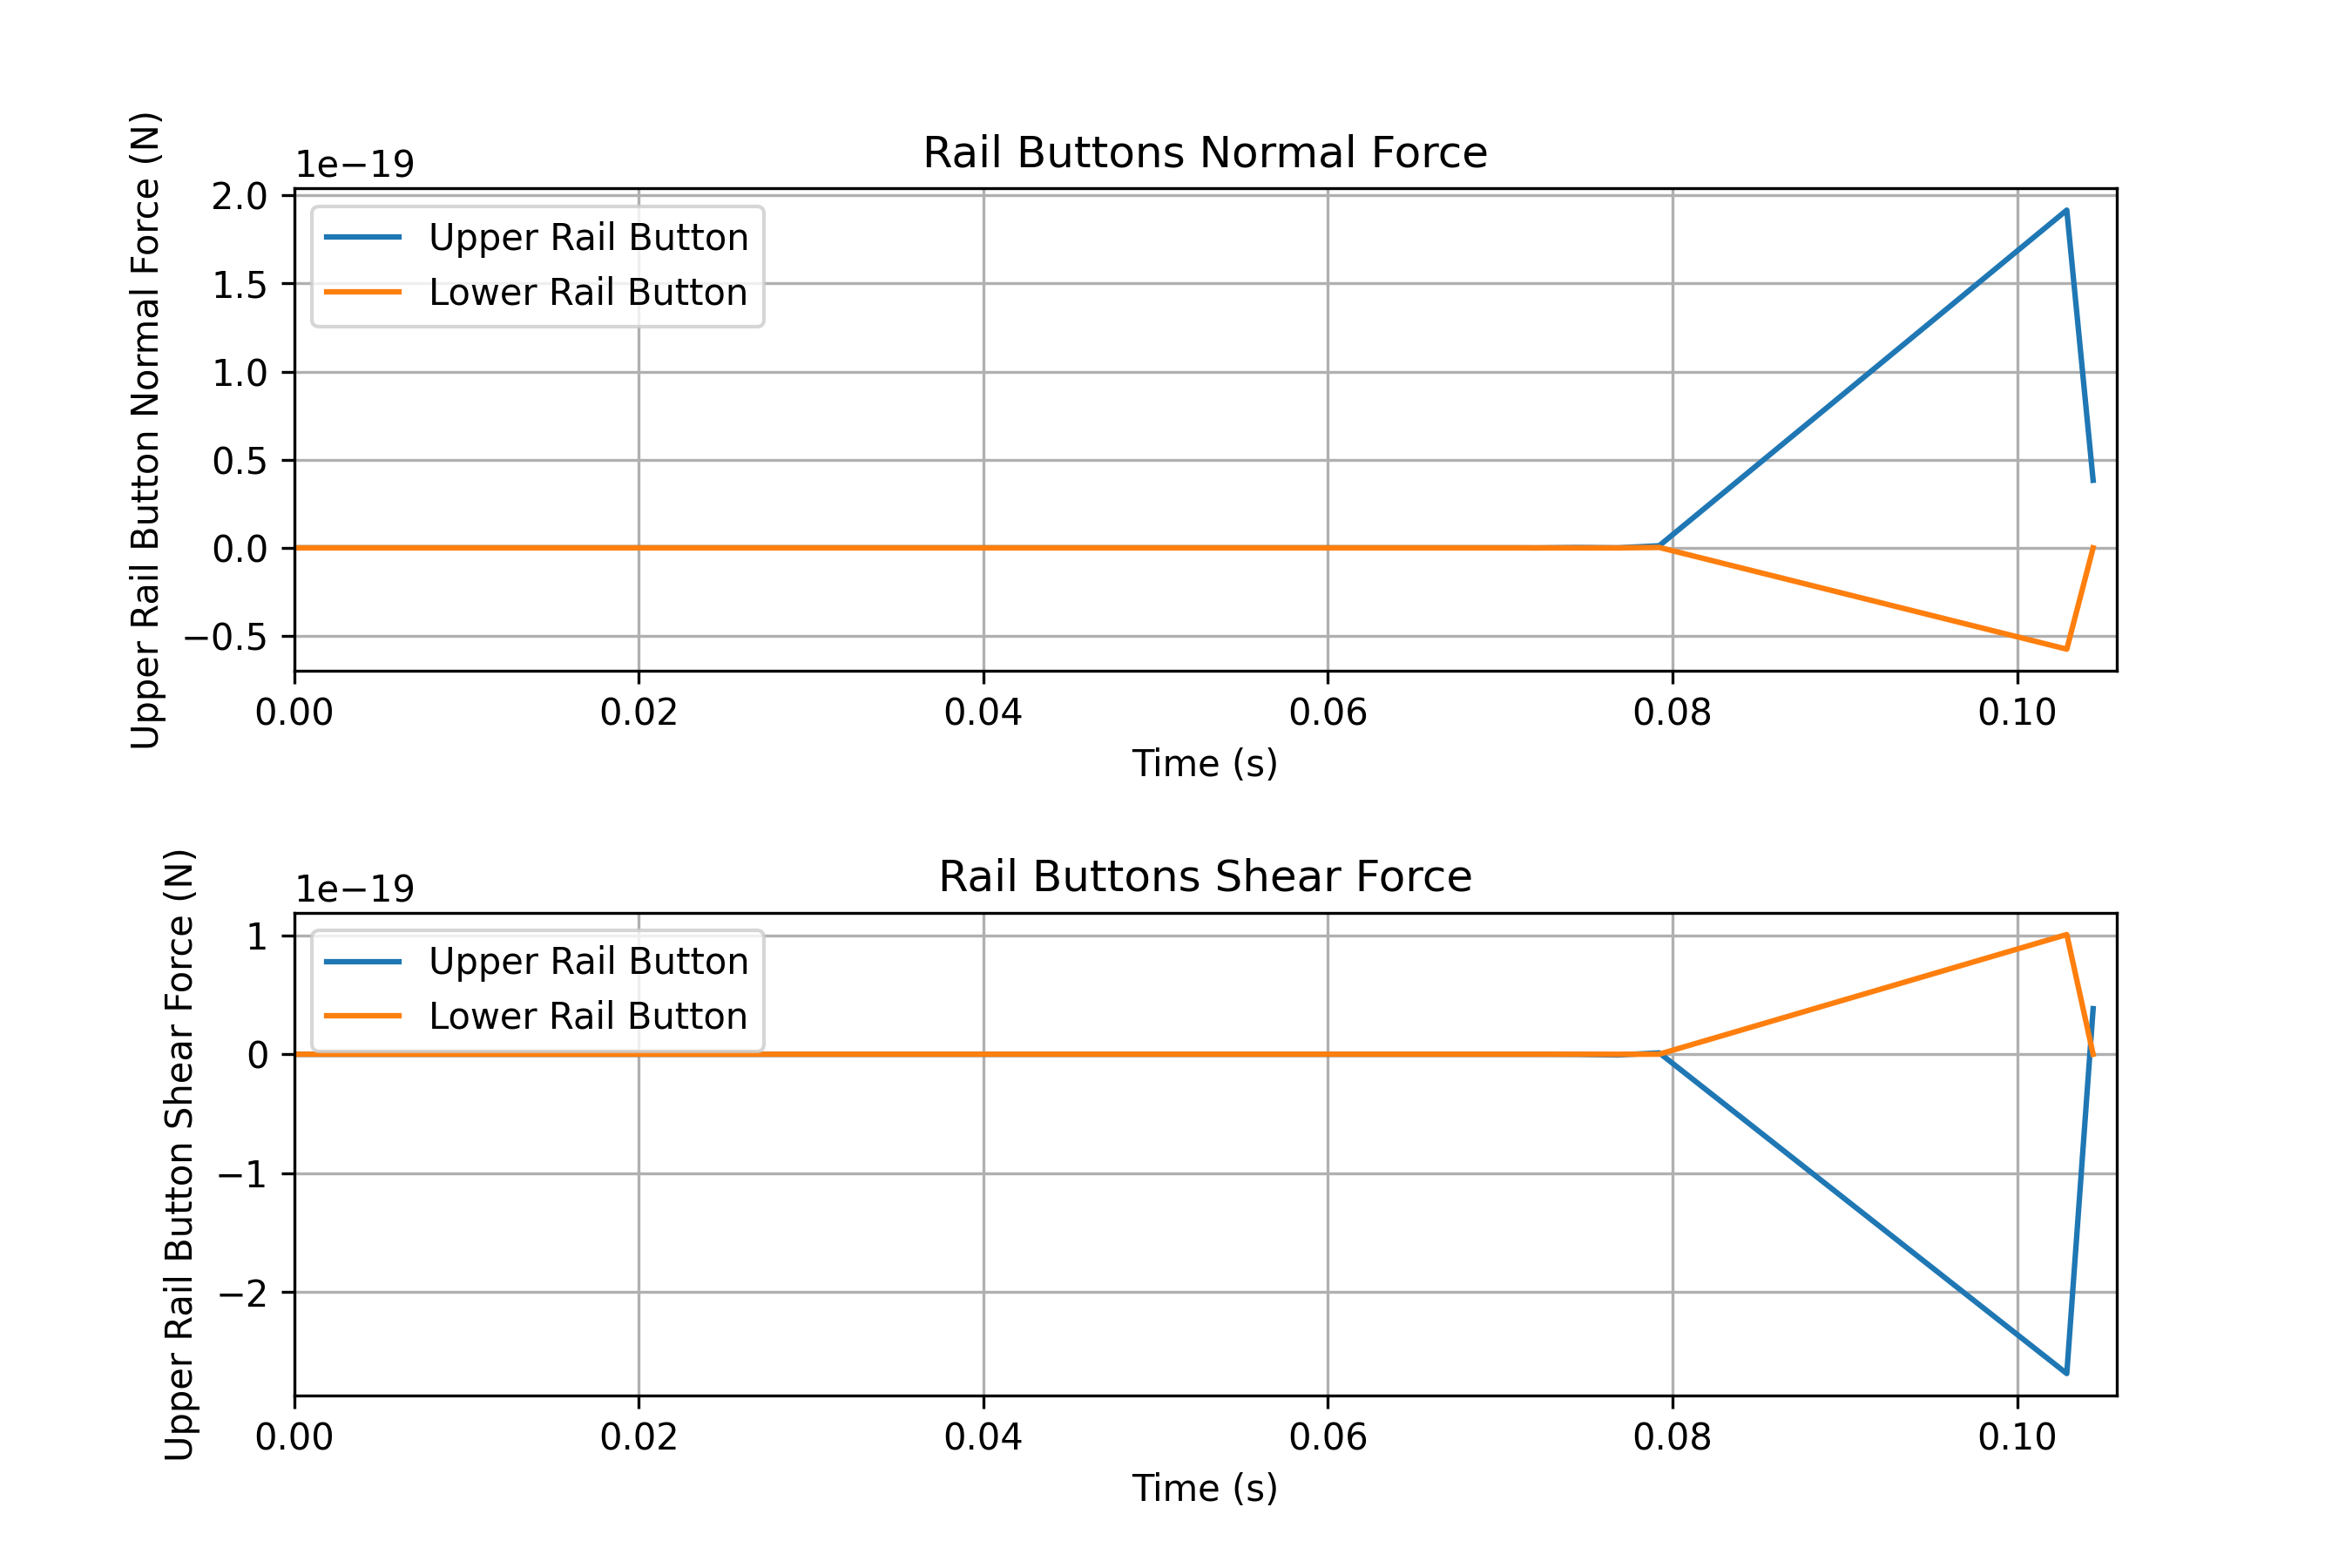 Rail Buttons Normal Force
1e−19
Upper Rail Button Normal Force (N)
2.0
1.5
1.0
0.5
0.0
−0.5
Upper Rail Button
Lower Rail Button
0.00 0.02 0.04 0.06 0.08 0.10
Time (s)
Rail Buttons Shear Force
1e−19
Upper Rail Button Shear Force (N)
1
0
−1
−2
Upper Rail Button
Lower Rail Button
0.00 0.02 0.04 0.06 0.08 0.10
Time (s)